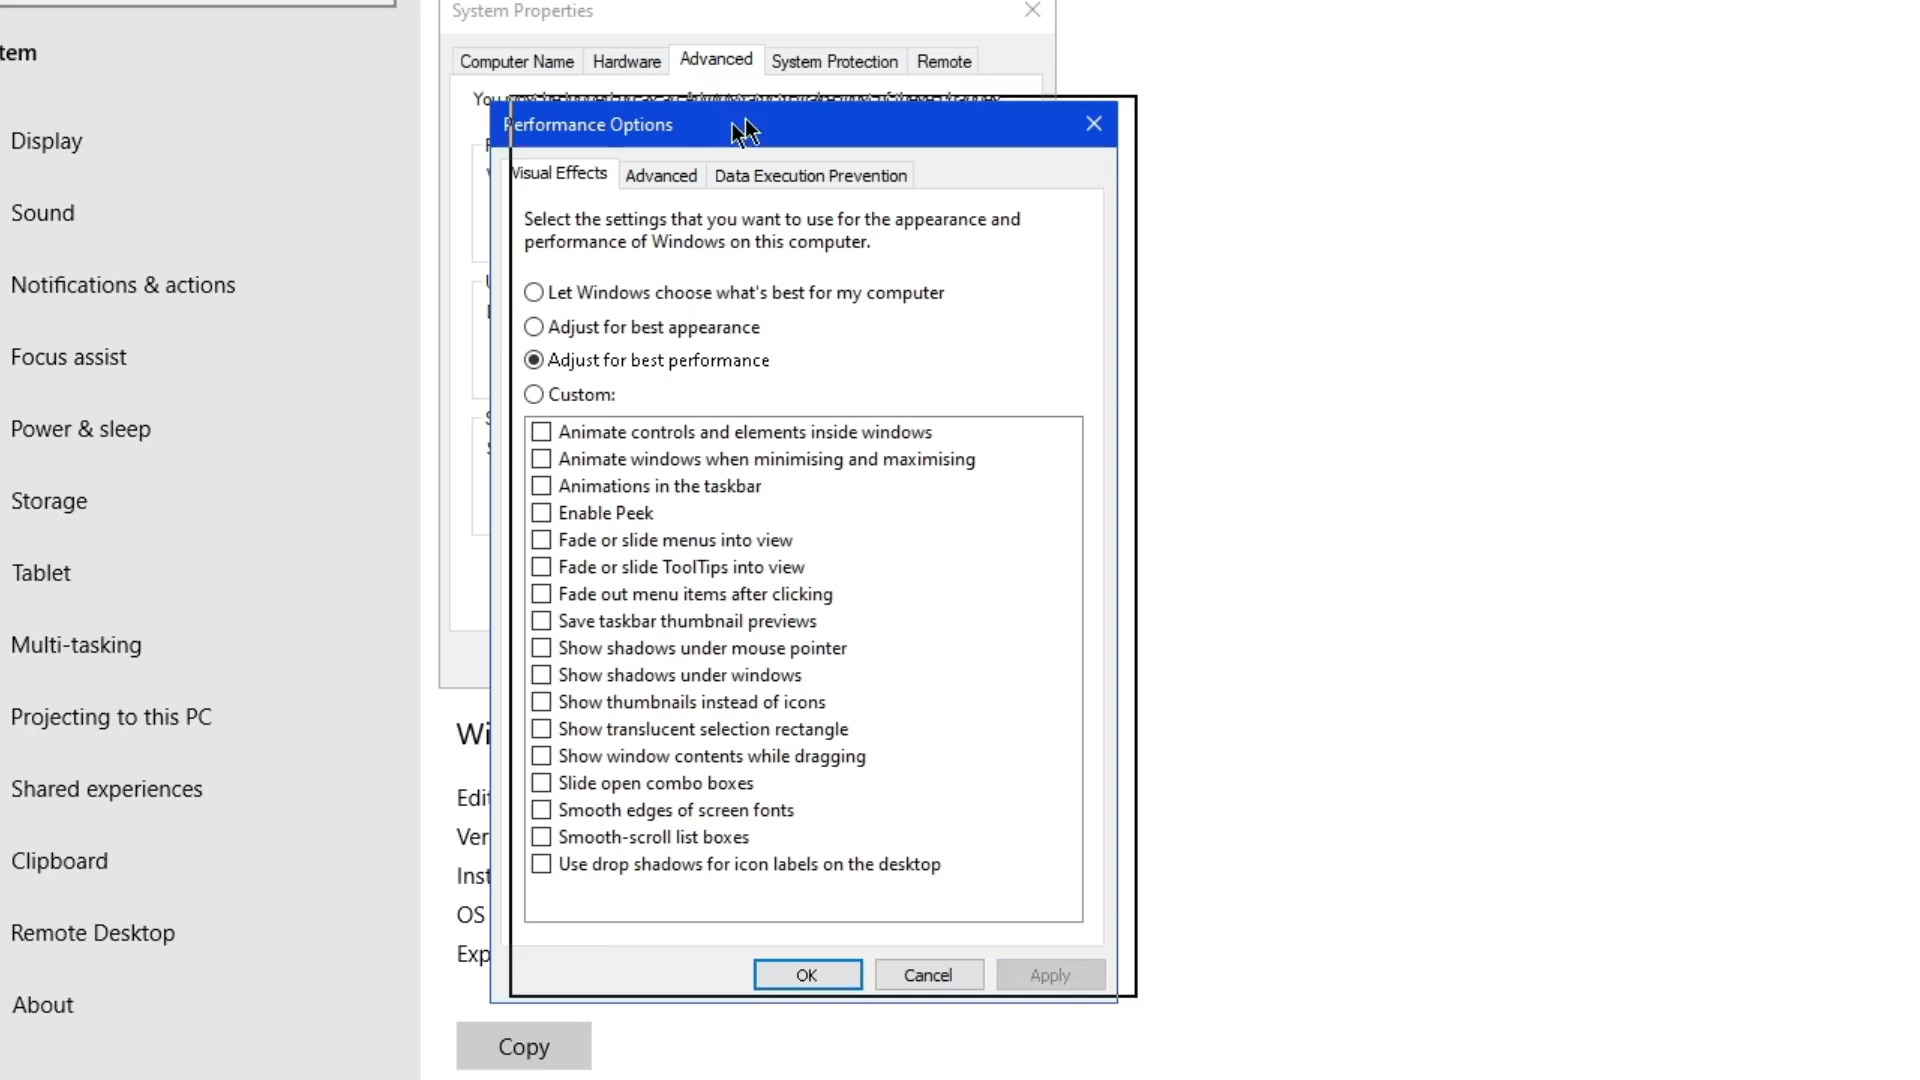 System Properties
tem
Computer Name Hardware Advanced System Protection Remote
You
Performance Options
Display
Visual Effects Advanced Data Execution Prevention
Sound
Select the settings that you want to use for the appearance and
performance of Windows on this computer.
Notifications & actions
Let Windows choose what's best for my computer
Adjust for best appearance
Focus assist
Adjust for best performance
Custom:
Power & sleep
Animate controls and elements inside windows
Animate windows when minimising and maximising
Animations in the taskbar
Storage
Enable Peek
Fade or slide menus into view
Fade or slide ToolTips into view
Tablet
Fade out menu items after clicking
Save taskbar thumbnail previews
Multi-tasking
Show shadows under mouse pointer
Show shadows under windows
Show thumbnails instead of icons
Projecting to this PC
Show translucent selection rectangle
Wi
Show window contents while dragging
Slide open combo boxes
Shared experiences
Edit
Smooth edges of screen fonts
Ver
Smooth-scroll list boxes
Clipboard
Use drop shadows for icon labels on the desktop
Inst
OS
Remote Desktop
Exp
OK Cancel Apply
About
Copy